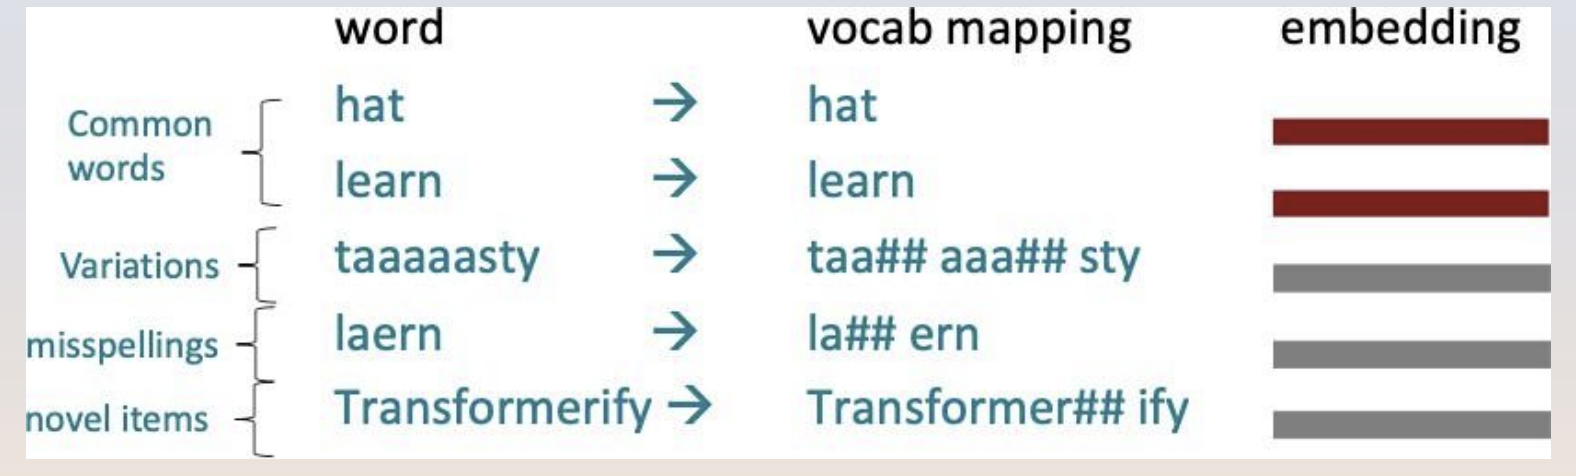 word vocab mapping embedding
Common words
hat → hat
learn → learn
Variations
taaaaasty → taa## aaa## sty
misspellings
laern → la## ern
novel items
Transformerify → Transformer## ify